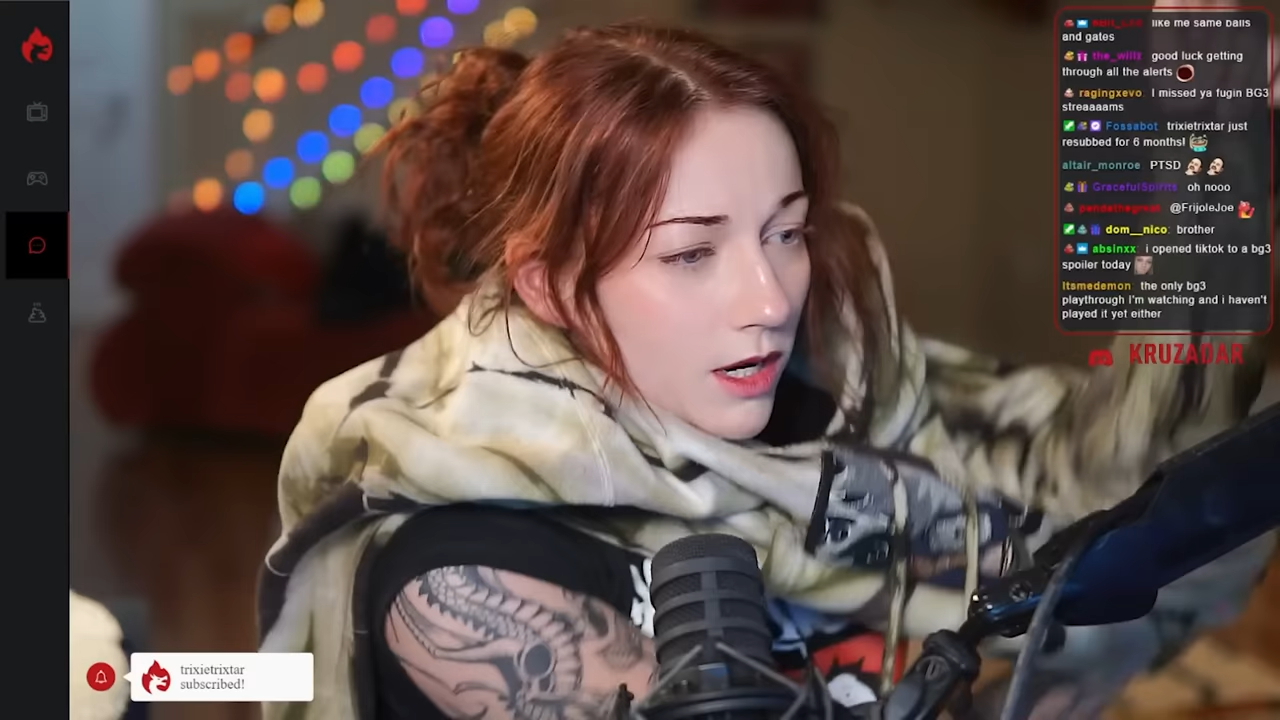 like me same balls
and gates
the_willt good luck getting
through all the alerts
ragingxevo I missed ya fugin BG3
streaaaams
Fossabot trixietrixtar just
resubbed for 6 months!
altair_monroe PTSD
GracefulSpirits oh nooo
pandathegreat @FrijoleJoe
dom__nico: brother
absinxx: i opened tiktok to a bg3
spoiler today
Itsmedemon the only bg3
playthrough I'm watching and i haven't
played it yet either
KRUZADAR
trixietrixtar
subscribed!